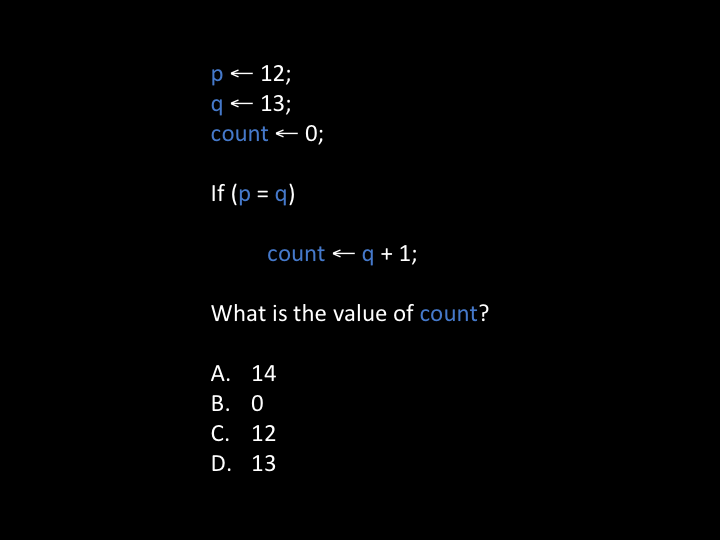 p ← 12;
q ← 13;
count ← 0;
If (p = q)
count ← q + 1;
What is the value of count?
A. 14
B. 0
C. 12
D. 13